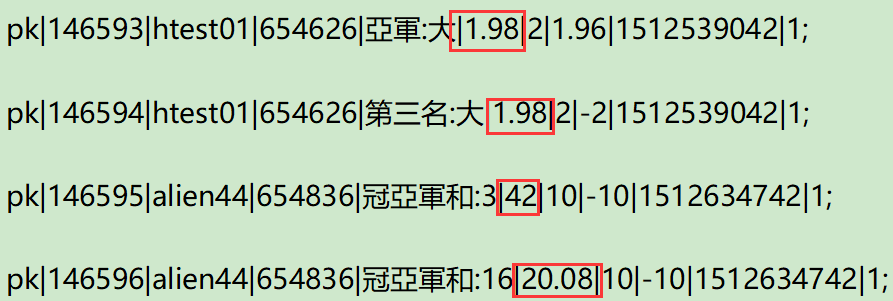 pk|146593|htest01|654626|亞軍:大|1.98|2|1.96|1512539042|1;
pk|146594|htest01|654626|第三名:大|1.98|2|-2|1512539042|1;
pk|146595|alien44|654836|冠亞軍和:3|42|10|-10|1512634742|1;
pk|146596|alien44|654836|冠亞軍和:16|20.08|10|-10|1512634742|1;